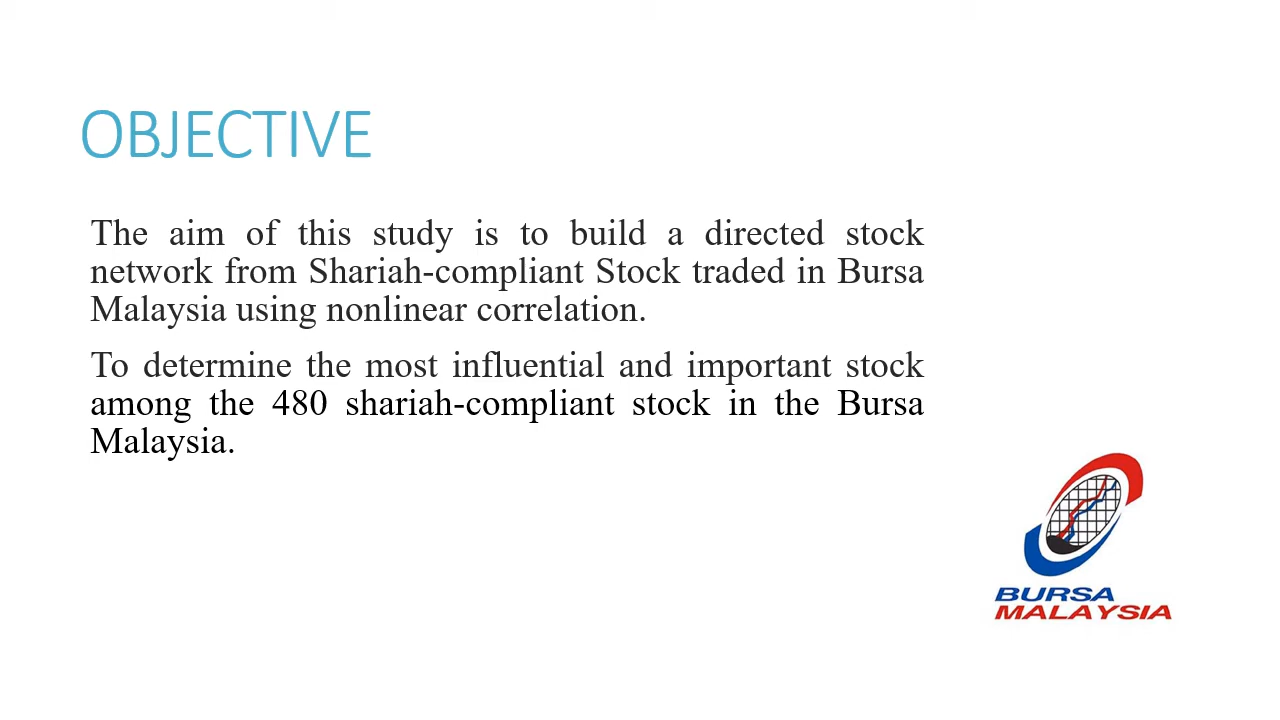 OBJECTIVE
The aim of this study is to build a directed stock
network from Shariah-compliant Stock traded in Bursa
Malaysia using nonlinear correlation.
To determine the most influential and important stock
among the 480 shariah-compliant stock in the Bursa
Malaysia.
BURSA
MALAYSIA